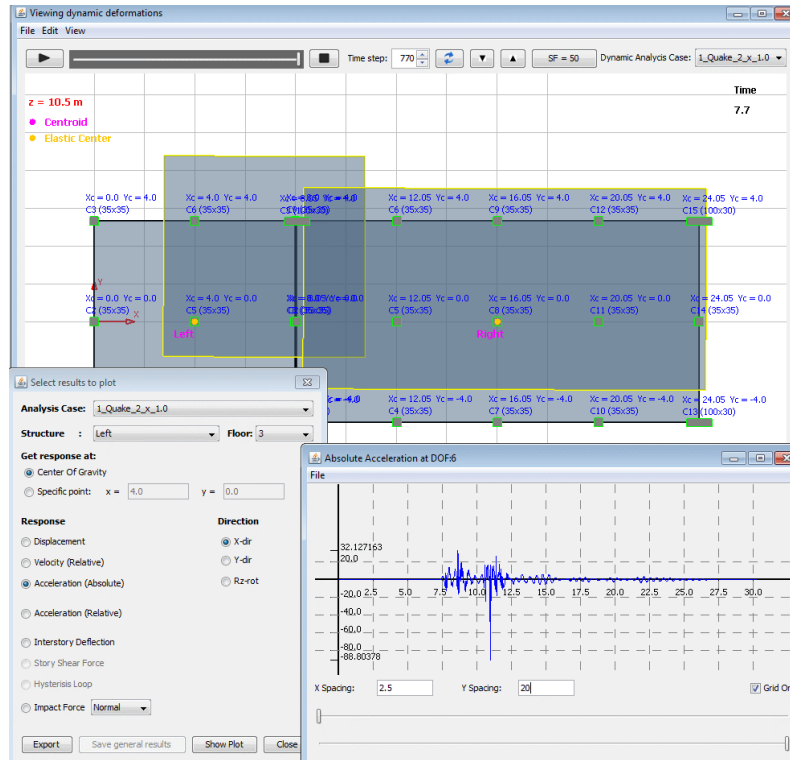 Viewing dynamic deformations
File Edit View
Time step: 770 SF = 50 Dynamic Analysis Case: 1_Quake_2_x_1.0
Time
7.7
z = 10.5 m
Centroid
Elastic Center
Xc = 0.0 Yc = 4.0 Xc = 4.0 Yc = 4.0 Xc = 12.05 Yc = 4.0 Xc = 16.05 Yc = 4.0 Xc = 20.05 Yc = 4.0 Xc = 24.05 Yc = 4.0
C3 (35x35) C6 (35x35) C6 (35x35) C9 (35x35) C12 (35x35) C15 (100x30)
Y
X
Xc = 0.0 Yc = 0.0 Xc = 4.0 Yc = 0.0 Xc = 12.05 Yc = 0.0 Xc = 16.05 Yc = 0.0 Xc = 20.05 Yc = 0.0 Xc = 24.05 Yc = 0.0
C2 (35x35) C5 (35x35) C5 (35x35) C8 (35x35) C11 (35x35) C14 (35x35)
Left Right
Xc = 12.05 Yc = -4.0 Xc = 16.05 Yc = -4.0 Xc = 20.05 Yc = -4.0 Xc = 24.05 Yc = -4.0
C4 (35x35) C7 (35x35) C10 (35x35) C13 (100x30)
Select results to plot
Analysis Case: 1_Quake_2_x_1.0
Structure : Left Floor: 3
Get response at:
Center Of Gravity
Specific point: x = 4.0 y = 0.0
Response Direction
Displacement X-dir
Velocity (Relative) Y-dir
Acceleration (Absolute) Rz-rot
Acceleration (Relative)
Interstory Deflection
Story Shear Force
Hysterisis Loop
Impact Force Normal
Export Save general results Show Plot Close
Absolute Acceleration at DOF:6
File
32.127163
20.0
-20.0 2.5 5.0 7.5 10.0 12.5 15.0 17.5 20.0 22.5 25.0 27.5 30.0
-40.0
-60.0
-80.0
-88.80378
X Spacing: 2.5 Y Spacing: 20 Grid On